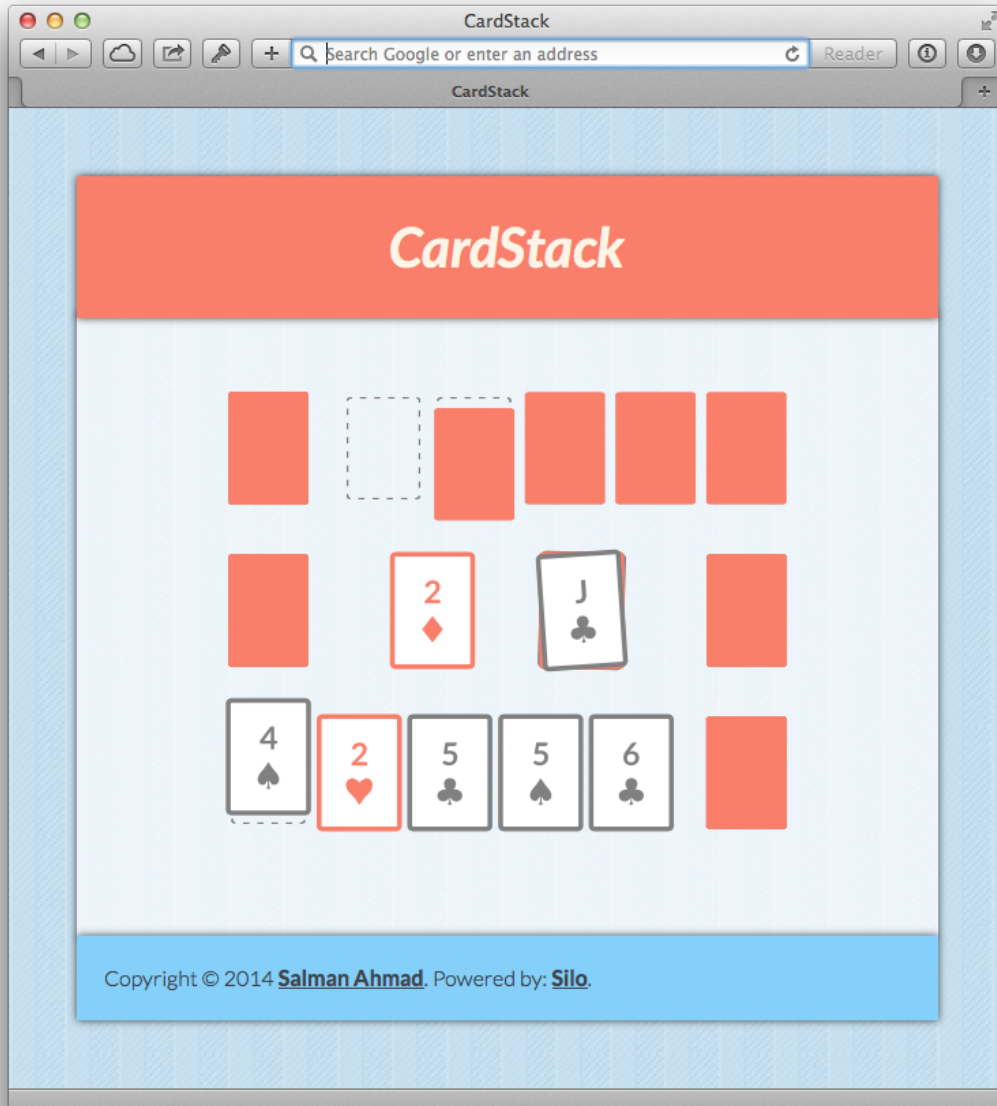 CardStack
Search Google or enter an address
Reader
CardStack
CardStack
2
J
4
2
5
5
6
Copyright © 2014 Salman Ahmad. Powered by: Silo.